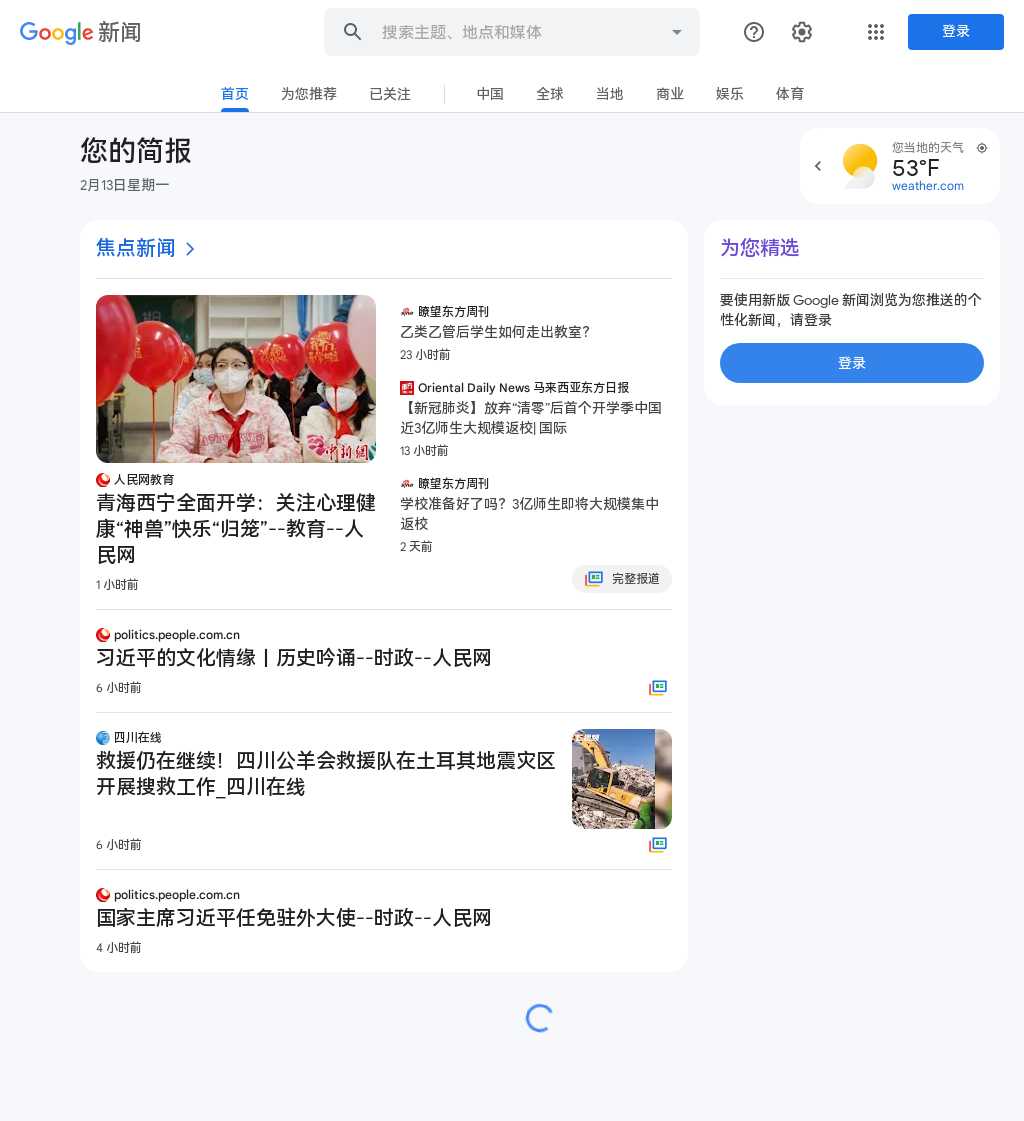 Google 新闻
搜索主题、地点和媒体
登录
首页
为您推荐
已关注
中国
全球
当地
商业
娱乐
体育
您的简报
2月13日星期一
您当地的天气
53°F
weather.com
焦点新闻
人民网教育
青海西宁全面开学：关注心理健
康“神兽”快乐“归笼”--教育--人
民网
1 小时前
瞭望东方周刊
乙类乙管后学生如何走出教室？
23 小时前
Oriental Daily News 马来西亚东方日报
【新冠肺炎】放弃“清零”后首个开学季中国
近3亿师生大规模返校| 国际
13 小时前
瞭望东方周刊
学校准备好了吗？3亿师生即将大规模集中
返校
2 天前
完整报道
politics.people.com.cn
习近平的文化情缘丨历史吟诵--时政--人民网
6 小时前
四川在线
救援仍在继续！四川公羊会救援队在土耳其地震灾区
开展搜救工作_四川在线
6 小时前
politics.people.com.cn
国家主席习近平任免驻外大使--时政--人民网
4 小时前
为您精选
要使用新版 Google 新闻浏览为您推送的个
性化新闻，请登录
登录
中新網